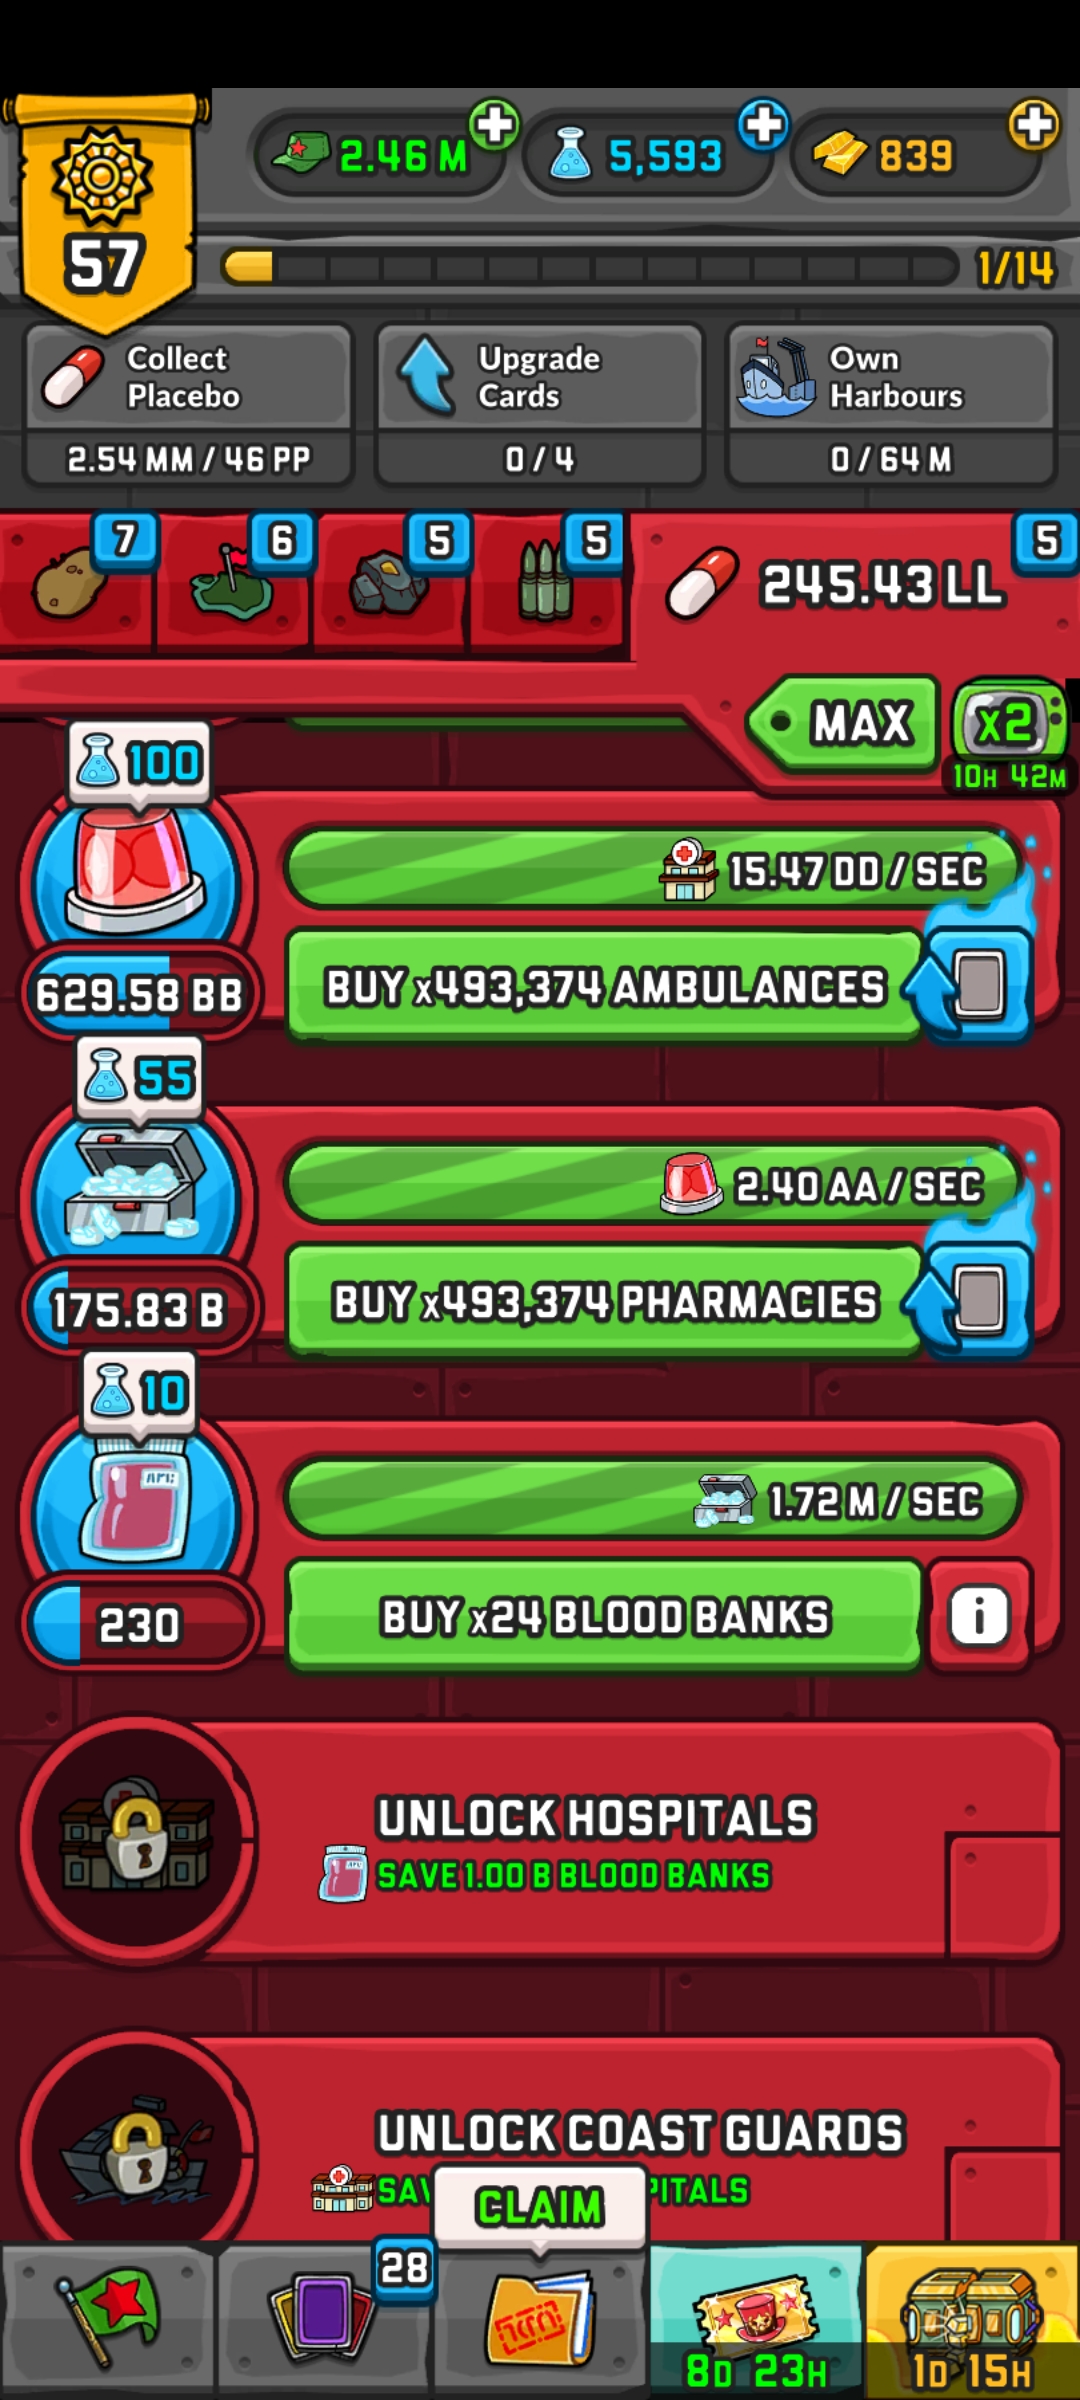 57
2.46 M
5,593
839
1/14
Collect
Placebo
2.54 MM / 46 PP
Upgrade
Cards
0 / 4
Own
Harbours
0 / 64 M
7
6
5
5
245.43 LL
5
MAX
x2
10H 42M
100
15.47 DD / SEC
629.58 BB
BUY x493,374 AMBULANCES
55
2.40 AA / SEC
175.83 B
BUY x493,374 PHARMACIES
10
1.72 M / SEC
230
BUY x24 BLOOD BANKS
i
UNLOCK HOSPITALS
SAVE 1.00 B BLOOD BANKS
UNLOCK COAST GUARDS
SAV
PITALS
CLAIM
28
8D 23H
1D 15H